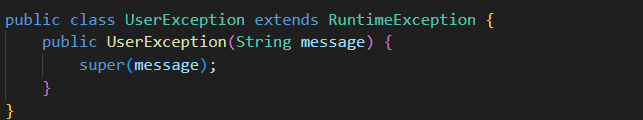 public class UserException extends RuntimeException {
    public UserException(String message) {
        super(message);
    }
}